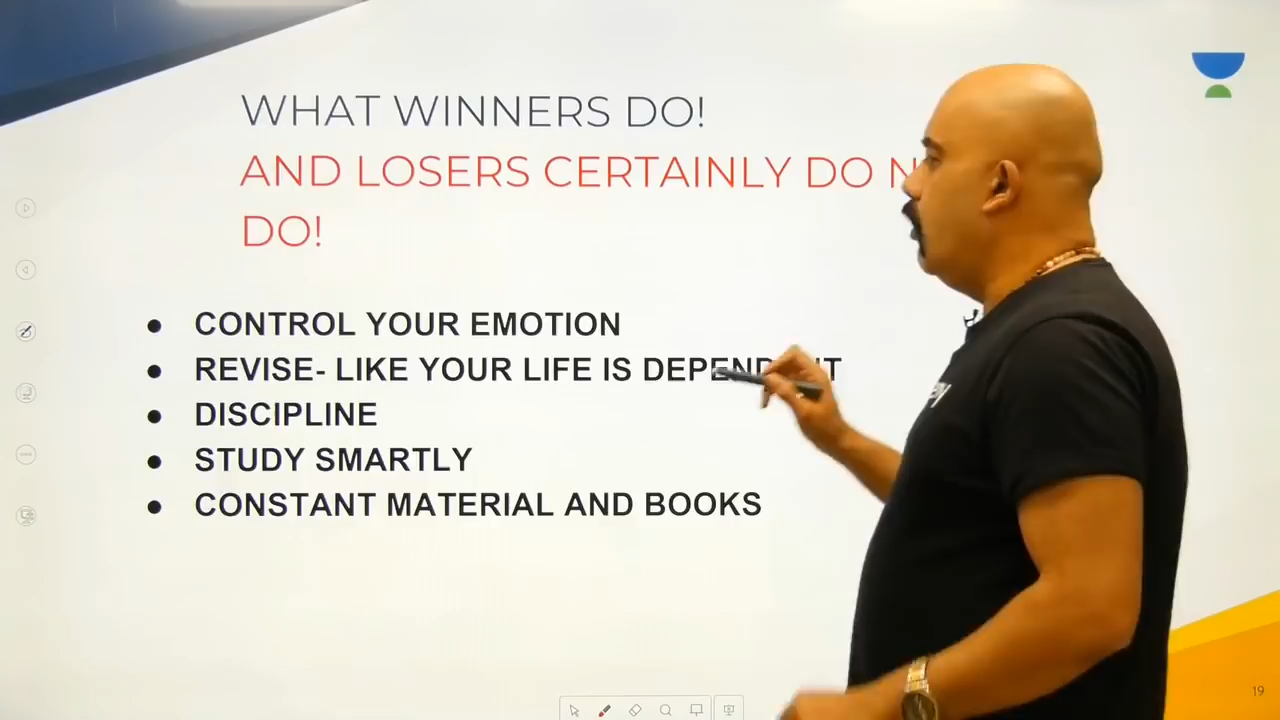 WHAT WINNERS DO!
AND LOSERS CERTAINLY DO
DO!
● CONTROL YOUR EMOTION
● REVISE- LIKE YOUR LIFE IS
● DISCIPLINE
● STUDY SMARTLY
● CONSTANT MATERIAL AND BOOKS
19